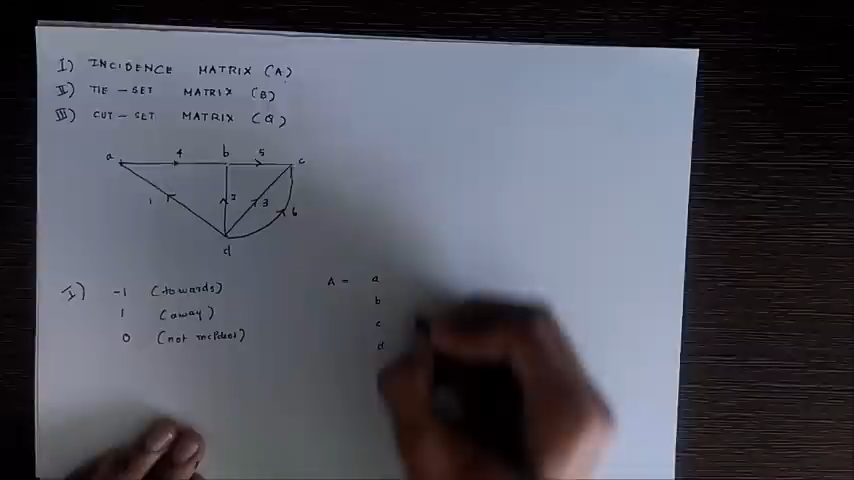 I) INCIDENCE MATRIX (A)
II) TIE-SET MATRIX (B)
III) CUT-SET MATRIX (Q)
a 4 b 5 c
1 2 3 6
d
I) -1 (towards)
1 (away)
0 (not incident)
A = a
b
c
d